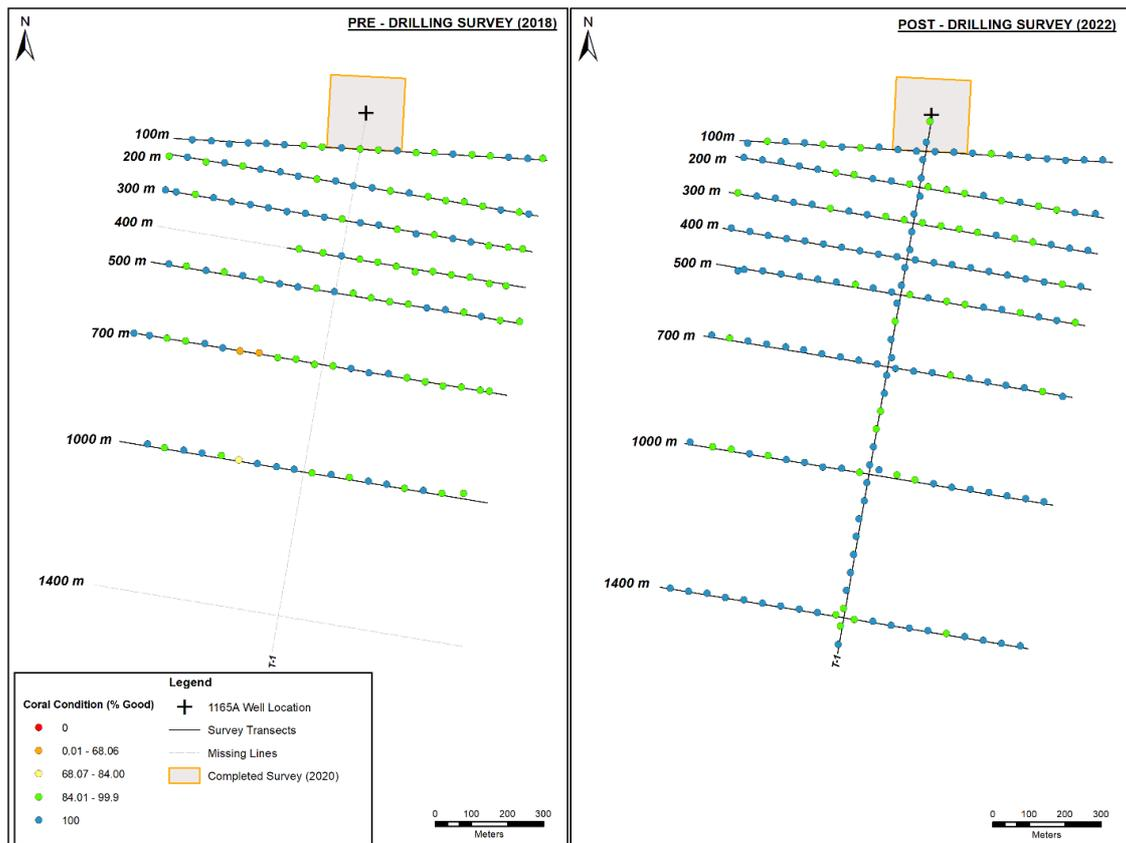 PRE - DRILLING SURVEY (2018)
N
100m
200 m
300 m
400 m
500 m
700 m
1000 m
1400 m
T-1
Legend
Coral Condition (% Good)
0
0.01 - 68.06
68.07 - 84.00
84.01 - 99.9
100
1165A Well Location
Survey Transects
Missing Lines
Completed Survey (2020)
0 100 200 300
Meters
POST - DRILLING SURVEY (2022)
N
100m
200 m
300 m
400 m
500 m
700 m
1000 m
1400 m
T-1
0 100 200 300
Meters